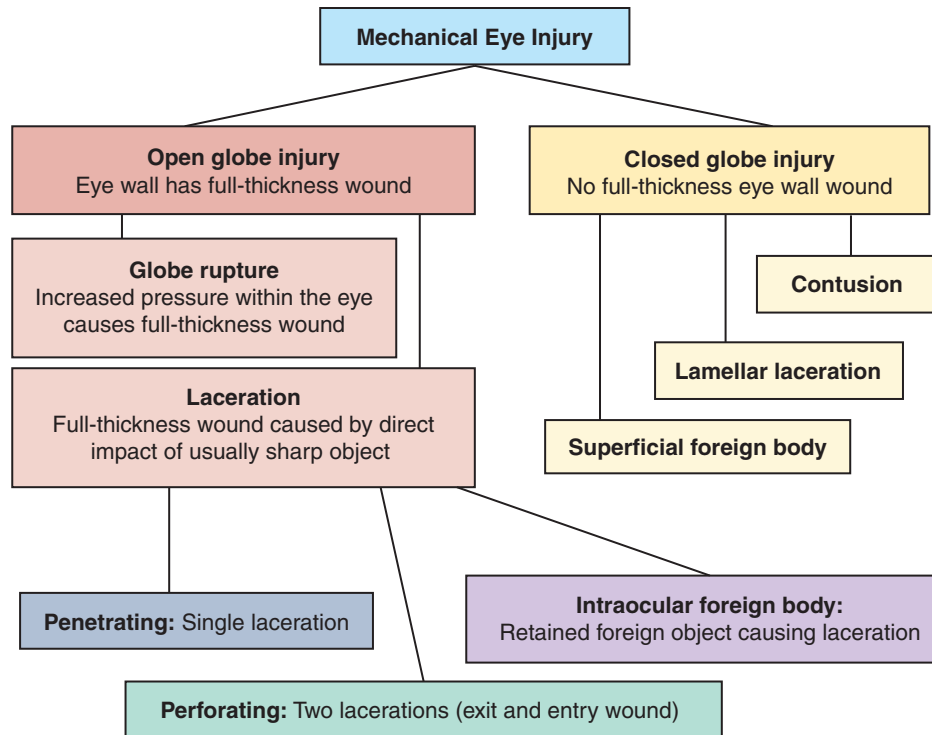 Mechanical Eye Injury
Open globe injury
Eye wall has full-thickness wound
Closed globe injury
No full-thickness eye wall wound
Globe rupture
Increased pressure within the eye
causes full-thickness wound
Contusion
Lamellar laceration
Laceration
Full-thickness wound caused by direct
impact of usually sharp object
Superficial foreign body
Penetrating: Single laceration
Intraocular foreign body:
Retained foreign object causing laceration
Perforating: Two lacerations (exit and entry wound)